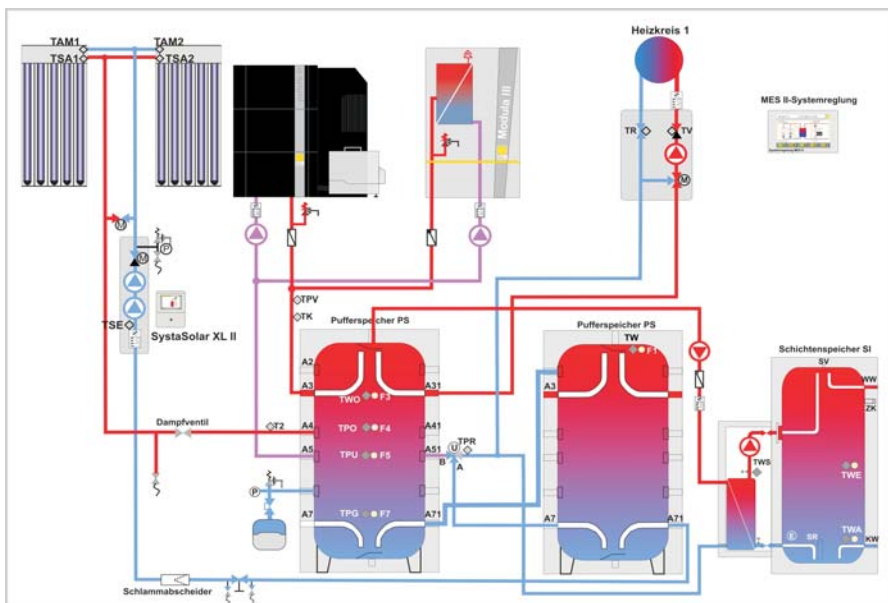 TAM1
TAM2
TSA1
TSA2
Heizkreis 1
MES II-Systemreglung
Modula III
TR
TV
M
M
P
M
TSE
SystaSolar XL II
TPV
TK
Pufferspeicher PS
Pufferspeicher PS
TW
F1
Schichtenspeicher SI
A2
A3
A31
TWO
F3
A3
SV
WW
ZK
Dampfventil
T2
A4
TPO
F4
A41
A5
TPU
F5
A51
B
U
A
TPR
TWS
TWE
P
A7
TPG
F7
A71
A7
A71
E
SR
TWA
KW
Schlammabscheider